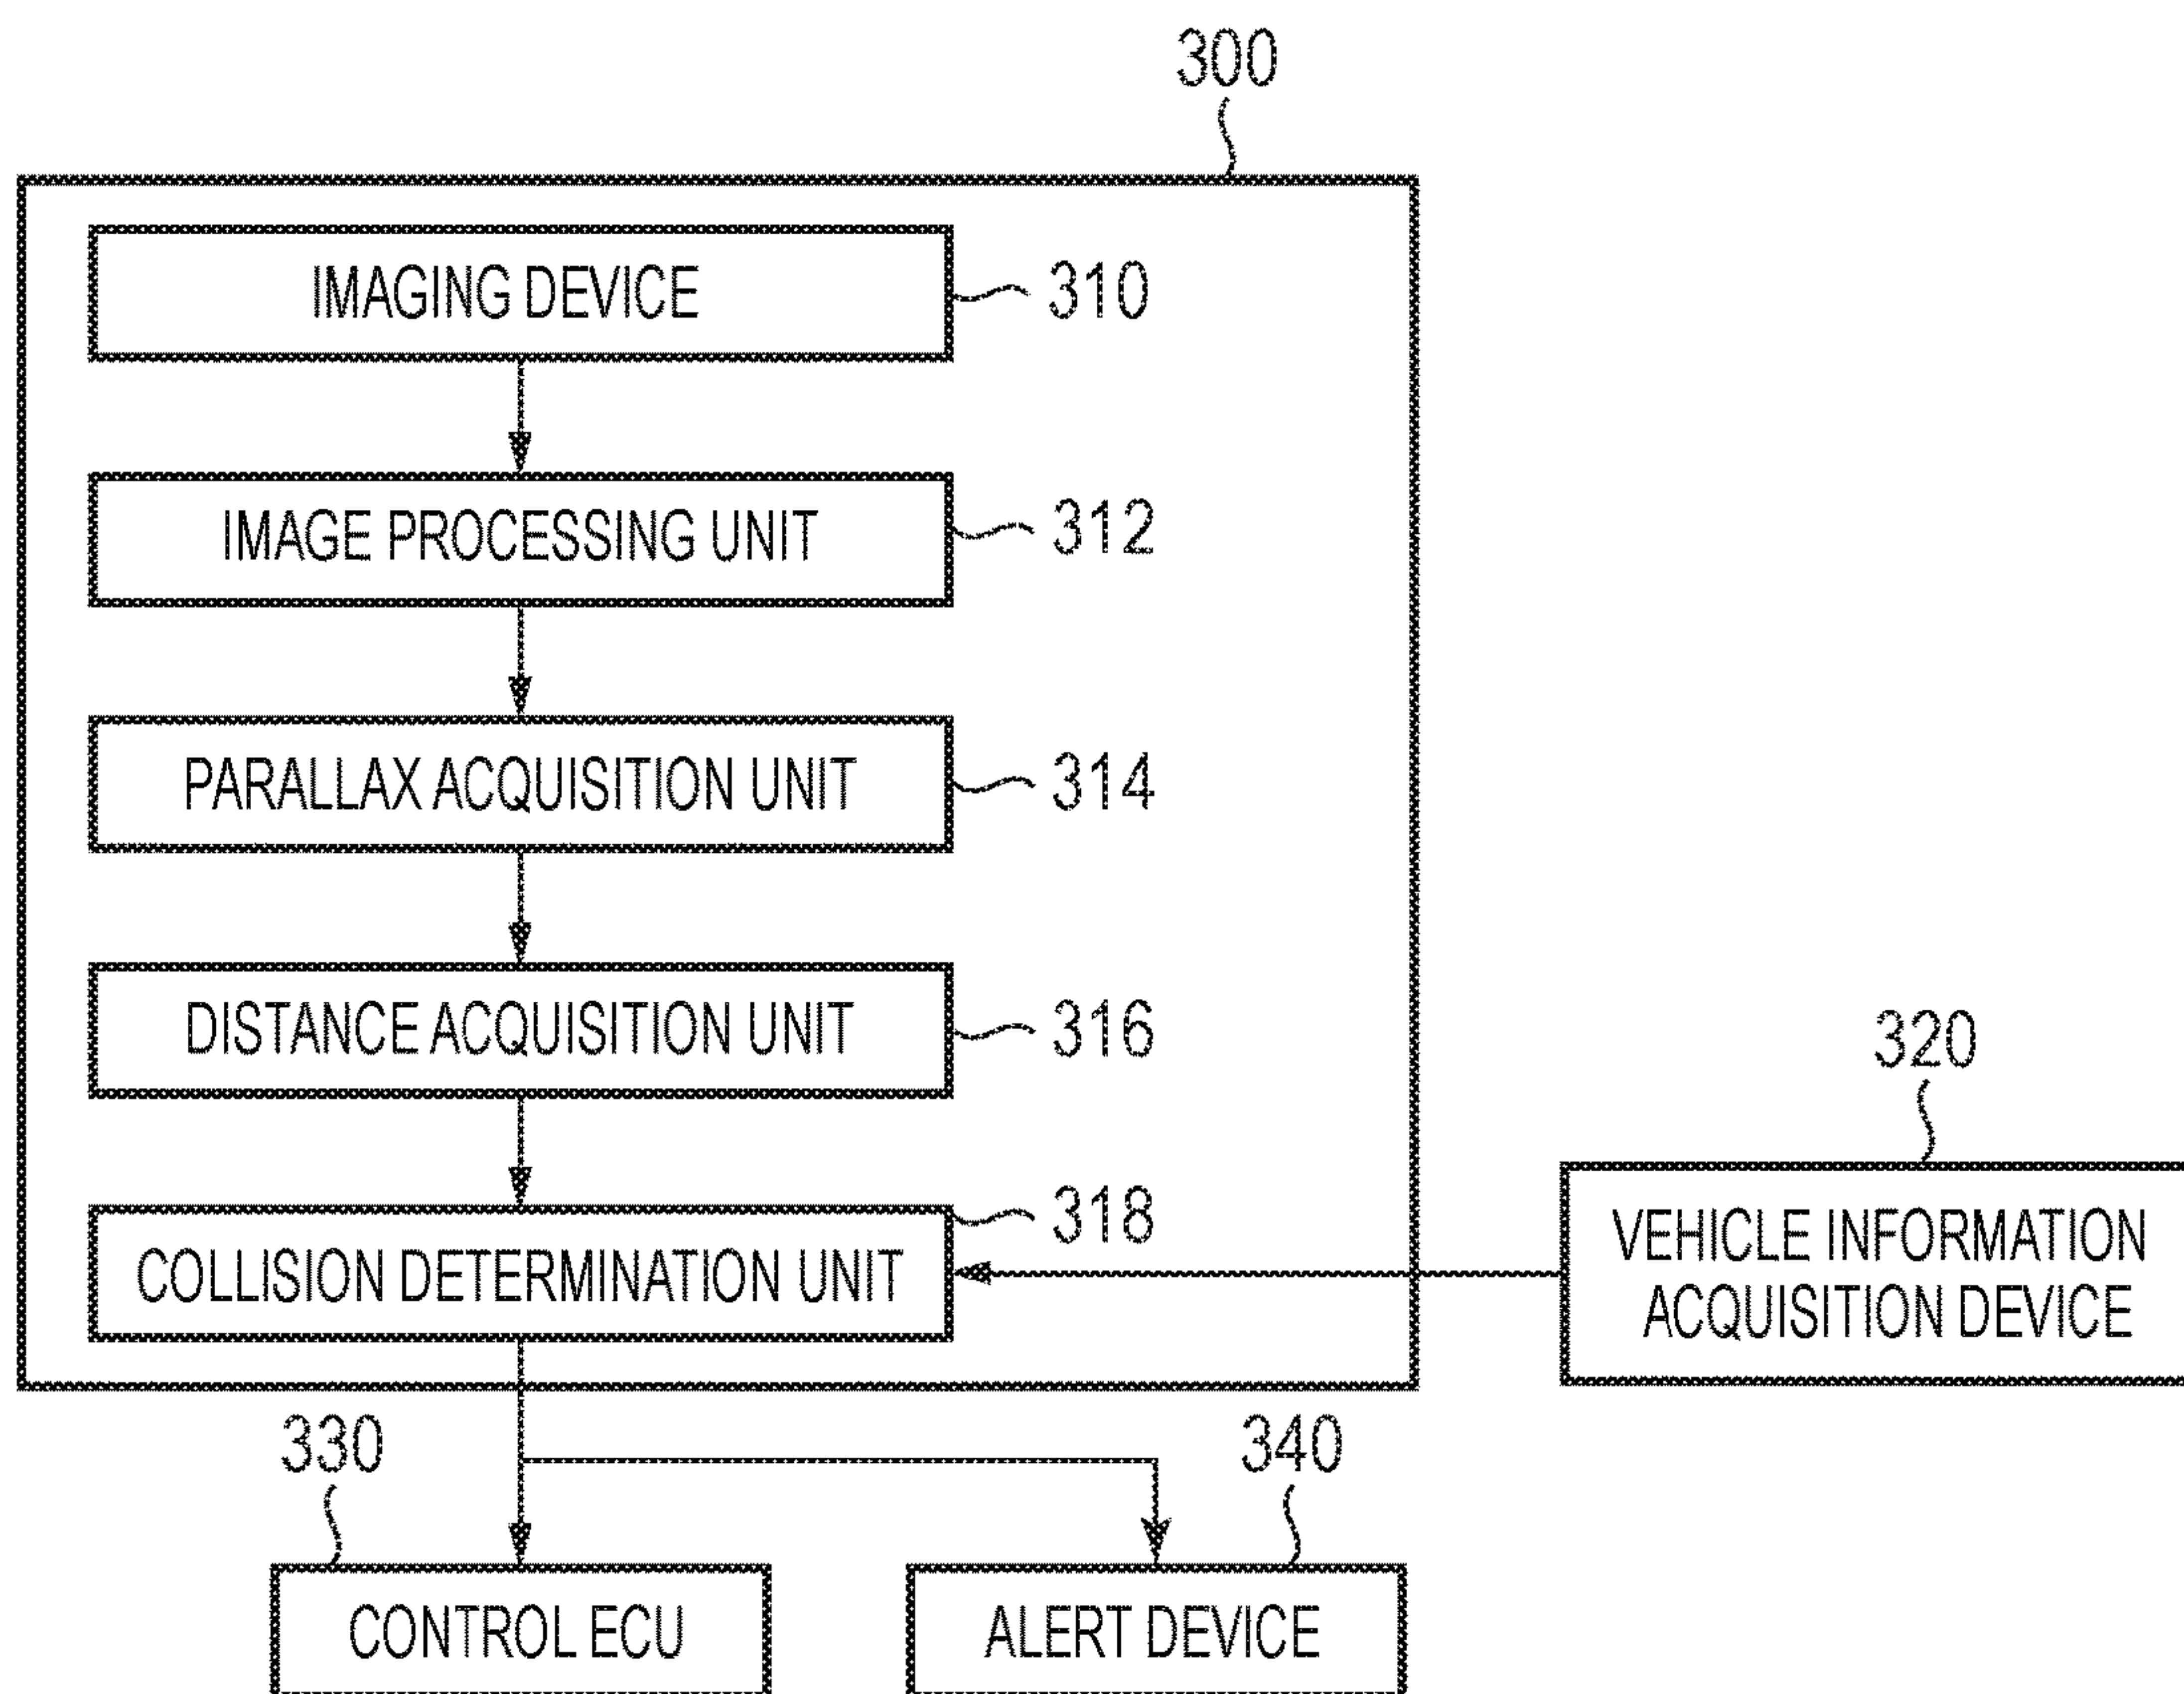 300
IMAGING DEVICE
310
IMAGE PROCESSING UNIT
312
PARALLAX ACQUISITION UNIT
314
DISTANCE ACQUISITION UNIT
316
COLLISION DETERMINATION UNIT
318
320
VEHICLE INFORMATION
ACQUISITION DEVICE
330
CONTROL ECU
340
ALERT DEVICE